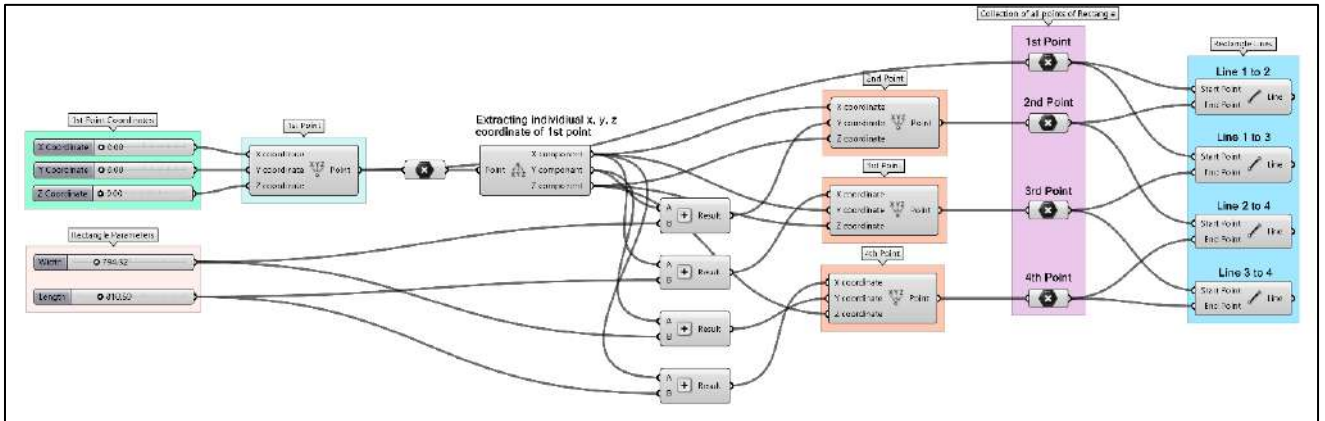 Collection of all points of Rectangle
1st Point
Rectangle Lines
Line 1 to 2
Start Point
End Point
Line
2nd Point
X coordinate
Y coordinate
Z coordinate
Point
2nd Point
Extracting individual x, y, z
coordinate of 1st point
1st Point Coordinates
X Coordinate 0.00
Y Coordinate 0.00
Z Coordinate 0.00
1st Point
X coordinate
Y coordinate
Z coordinate
XYZ
Point
Point
X component
Y component
Z component
Line 1 to 3
Start Point
End Point
Line
3rd Point
X coordinate
Y coordinate
Z coordinate
Point
3rd Point
A
B
Result
Line 2 to 4
Start Point
End Point
Line
Rectangle Parameters
Width
Length
A
B
Result
4th Point
X coordinate
Y coordinate
Z coordinate
Point
4th Point
Line 3 to 4
Start Point
End Point
Line
A
B
Result
A
B
Result